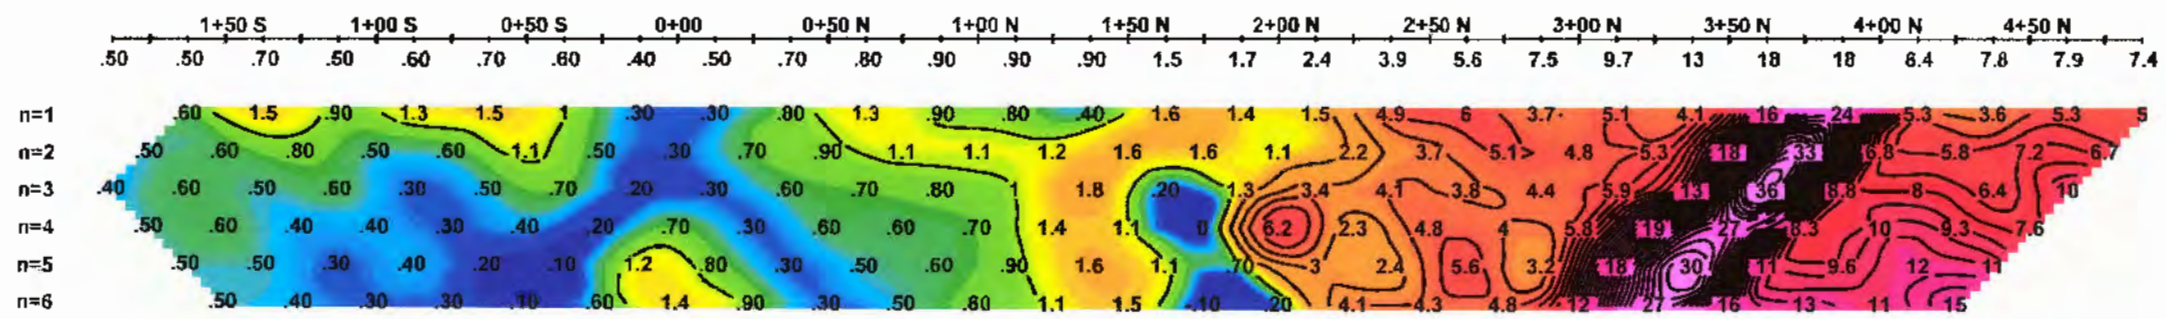 1+50 S 1+00 S 0+50 S 0+00 0+50 N 1+00 N 1+50 N 2+00 N 2+50 N 3+00 N 3+50 N 4+00 N 4+50 N
.50 .50 .70 .50 .60 .70 .60 .40 .50 .70 .80 .90 .90 .90 1.5 1.7 2.4 3.9 5.6 7.5 9.7 13 18 18 8.4 7.8 7.9 7.4
n=1 .60 1.5 .90 1.3 1.5 1 .30 .30 .80 1.3 .90 .80 .40 1.6 1.4 1.5 4.9 6 3.7 5.1 4.1 16 24 5.3 3.6 5.3 5
n=2 .50 .60 .80 .50 .60 1.1 .50 .30 .70 .90 1.1 1.1 1.2 1.6 1.6 1.1 2.2 3.7 5.1 4.8 5.3 18 33 6.8 5.8 7.2 6.7
n=3 .40 .60 .50 .60 .30 .50 .70 .20 .30 .60 .70 .80 1 1.8 .20 1.3 3.4 4.1 3.8 4.4 5.9 13 36 8.8 8 6.4 10
n=4 .50 .60 .40 .40 .30 .40 .20 .70 .30 .60 .60 .70 1.4 1.1 0 6.2 2.3 4.8 4 5.8 19 27 8.3 10 9.3 7.6
n=5 .50 .50 .30 .40 .20 .10 1.2 .80 .30 .50 .60 .90 1.6 1.1 .70 3 2.4 5.6 3.2 18 30 11 9.6 12 11
n=6 .50 .40 .30 .30 .10 .60 1.4 .90 .30 .50 .60 1.1 1.5 .20 4.1 4.3 4.8 12 27 16 13 11 15